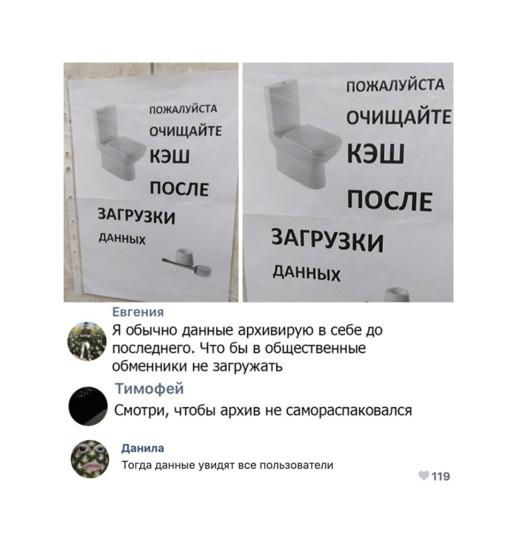 ПОЖАЛУЙСТА
ОЧИЩАЙТЕ
КЭШ
ПОСЛЕ
ЗАГРУЗКИ
ДАННЫХ
ПОЖАЛУЙСТА
ОЧИЩАЙТЕ
КЭШ
ПОСЛЕ
ЗАГРУЗКИ
ДАННЫХ
Евгения
Я обычно данные архивирую в себе до
последнего. Что бы в общественные
обменники не загружать
Тимофей
Смотри, чтобы архив не самораспаковался
Данила
Тогда данные увидят все пользователи
119